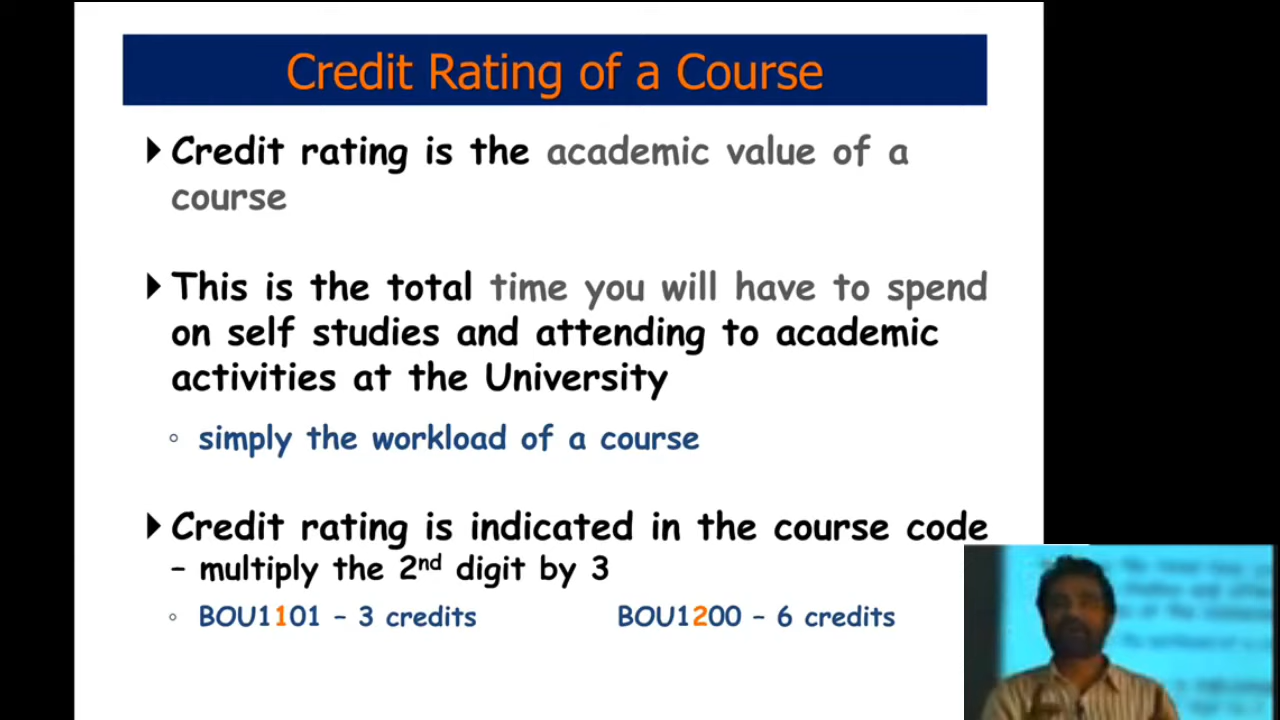 Credit Rating of a Course
Credit rating is the academic value of a
course
This is the total time you will have to spend
on self studies and attending to academic
activities at the University
simply the workload of a course
Credit rating is indicated in the course code
– multiply the 2nd digit by 3
BOU1101 – 3 credits BOU1200 – 6 credits